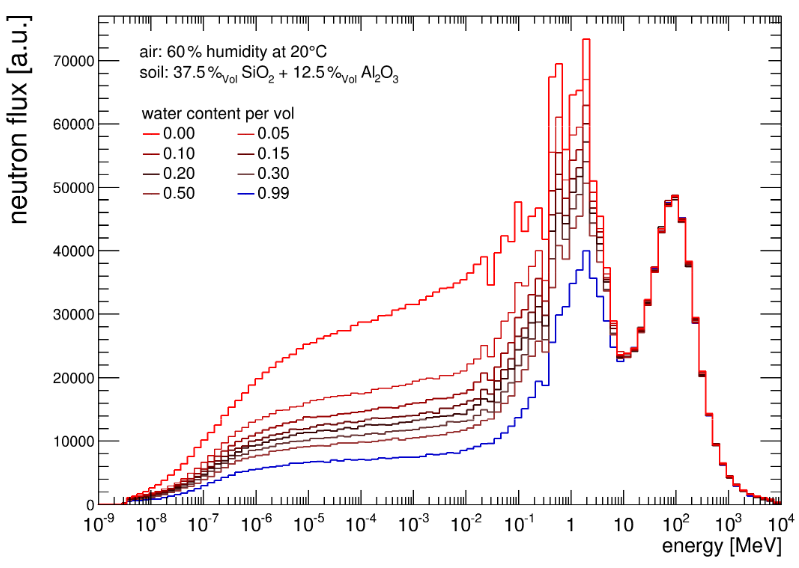 neutron flux [a.u.]
70000
60000
50000
40000
30000
20000
10000
0
air: 60 % humidity at 20°C
soil: 37.5 %Vol SiO₂ + 12.5 %Vol Al₂O₃
water content per vol
0.00 0.05
0.10 0.15
0.20 0.30
0.50 0.99
10⁻⁹ 10⁻⁸ 10⁻⁷ 10⁻⁶ 10⁻⁵ 10⁻⁴ 10⁻³ 10⁻² 10⁻¹ 1 10 10² 10³ 10⁴
energy [MeV]